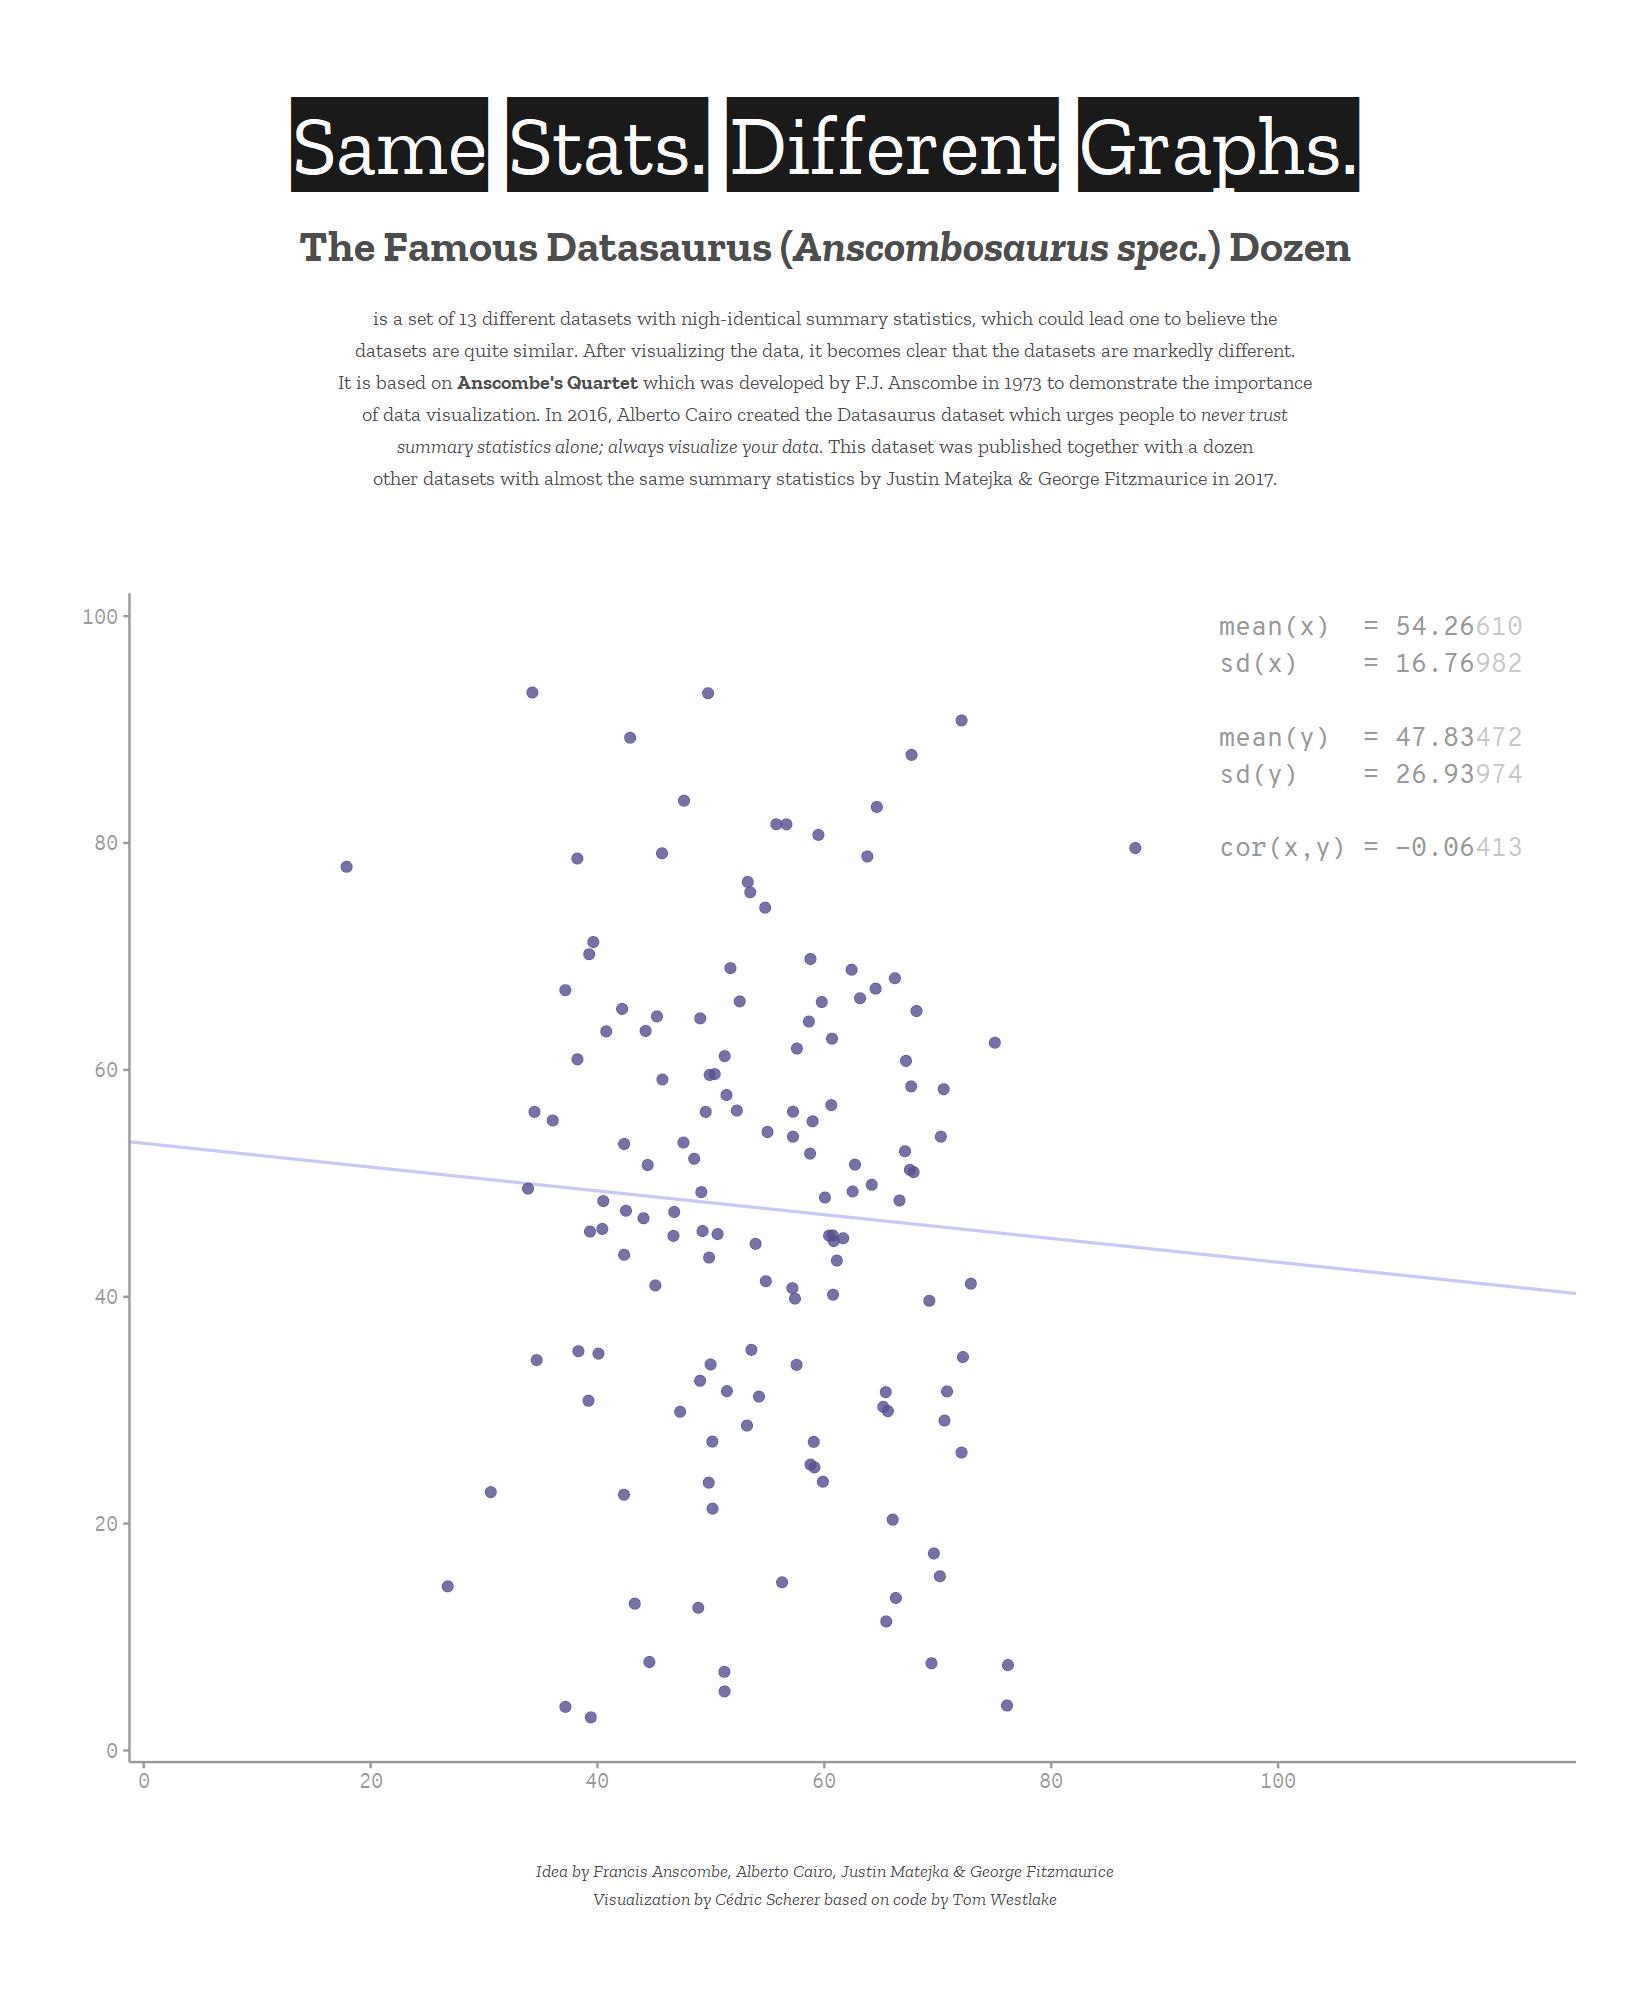 Same Stats. Different Graphs.
The Famous Datasaurus (Anscombosaurus spec.) Dozen
is a set of 13 different datasets with nigh-identical summary statistics, which could lead one to believe the
datasets are quite similar. After visualizing the data, it becomes clear that the datasets are markedly different.
It is based on Anscombe's Quartet which was developed by F.J. Anscombe in 1973 to demonstrate the importance
of data visualization. In 2016, Alberto Cairo created the Datasaurus dataset which urges people to never trust
summary statistics alone; always visualize your data. This dataset was published together with a dozen
other datasets with almost the same summary statistics by Justin Matejka & George Fitzmaurice in 2017.
mean(x) = 54.26610
sd(x) = 16.76982
mean(y) = 47.83472
sd(y) = 26.93974
cor(x,y) = −0.06413
100
80
60
40
20
0
0 20 40 60 80 100
Idea by Francis Anscombe, Alberto Cairo, Justin Matejka & George Fitzmaurice
Visualization by Cédric Scherer based on code by Tom Westlake